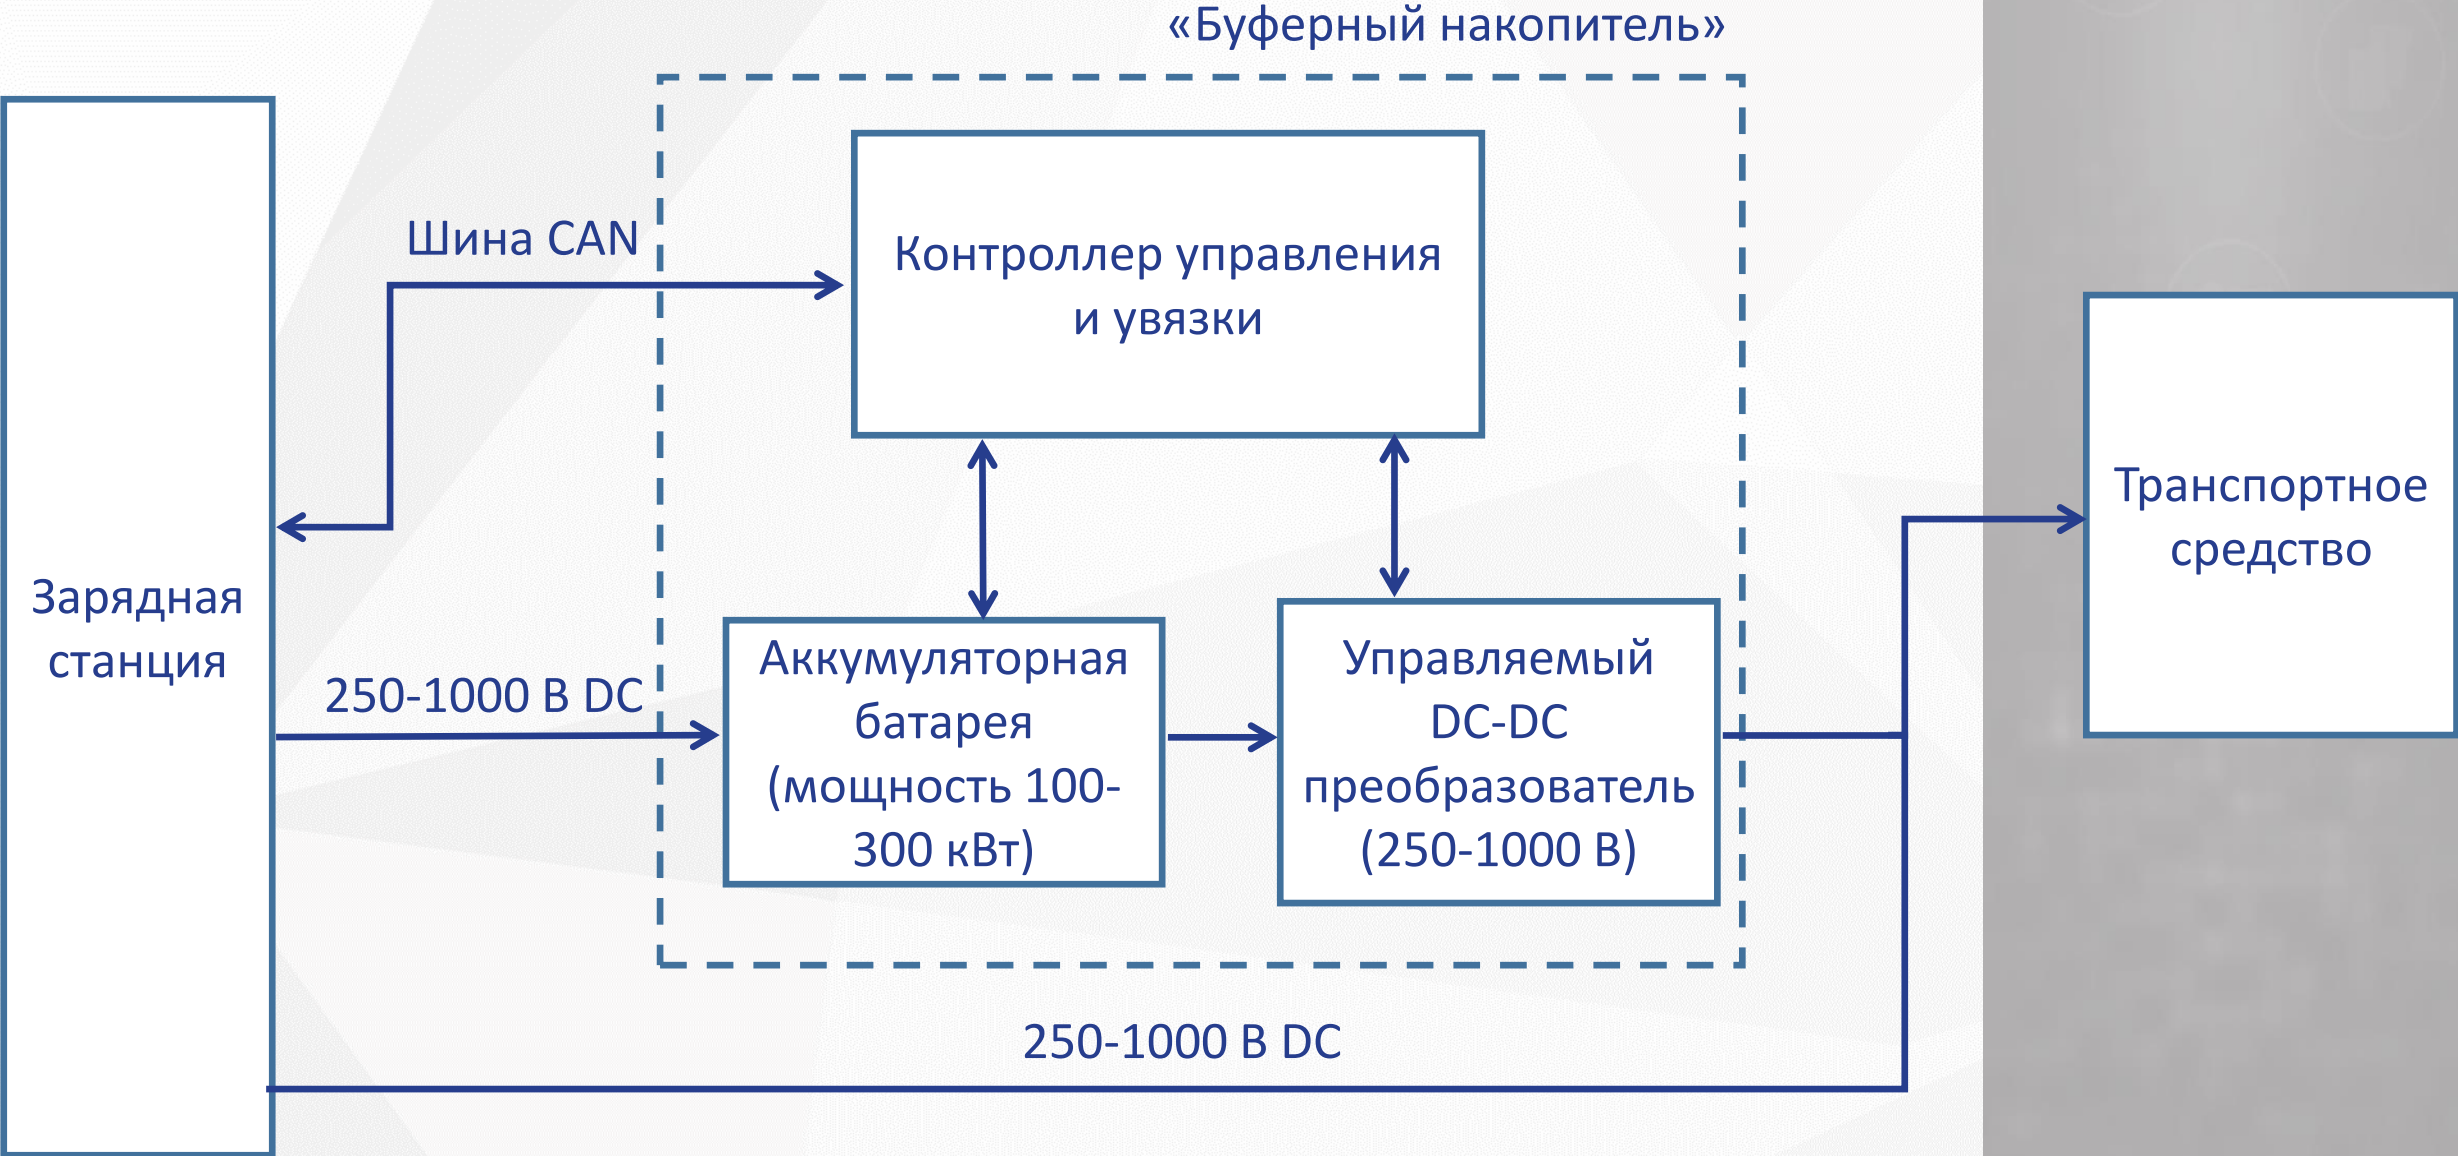 «Буферный накопитель»
Шина CAN
Контроллер управления
и увязки
Зарядная
станция
250-1000 В DC
Аккумуляторная
батарея
(мощность 100-
300 кВт)
Управляемый
DC-DC
преобразователь
(250-1000 В)
Транспортное
средство
250-1000 В DC